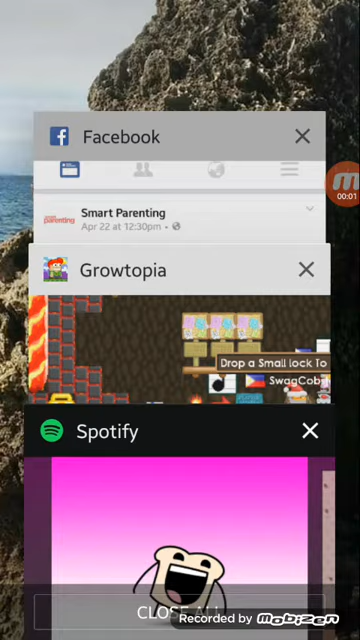 Facebook
00:01
Smart Parenting
Apr 22 at 12:30pm
Growtopia
Drop a Small lock To
SwagCob
Spotify
CLOSE ALL
Recorded by Mobizen